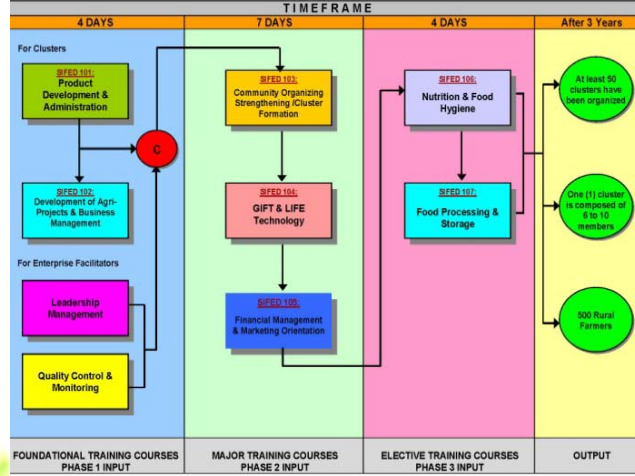 TIMEFRAME
4 DAYS
7 DAYS
4 DAYS
After 3 Years
For Clusters
SIFED 101:
Product
Development &
Administration
C
SIFED 102:
Development of Agri-
Projects & Business
Management
For Enterprise Facilitators
Leadership
Management
Quality Control &
Monitoring
SIFED 103:
Community Organizing
Strengthening /Cluster
Formation
SIFED 104:
GIFT & LIFE
Technology
SIFED 105:
Financial Management
& Marketing Orientation
SIFED 106:
Nutrition & Food
Hygiene
SIFED 107:
Food Processing &
Storage
At least 50
clusters have
been organized
One (1) cluster
is composed of
6 to 10
members
500 Rural
Farmers
FOUNDATIONAL TRAINING COURSES
PHASE 1 INPUT
MAJOR TRAINING COURSES
PHASE 2 INPUT
ELECTIVE TRAINING COURSES
PHASE 3 INPUT
OUTPUT